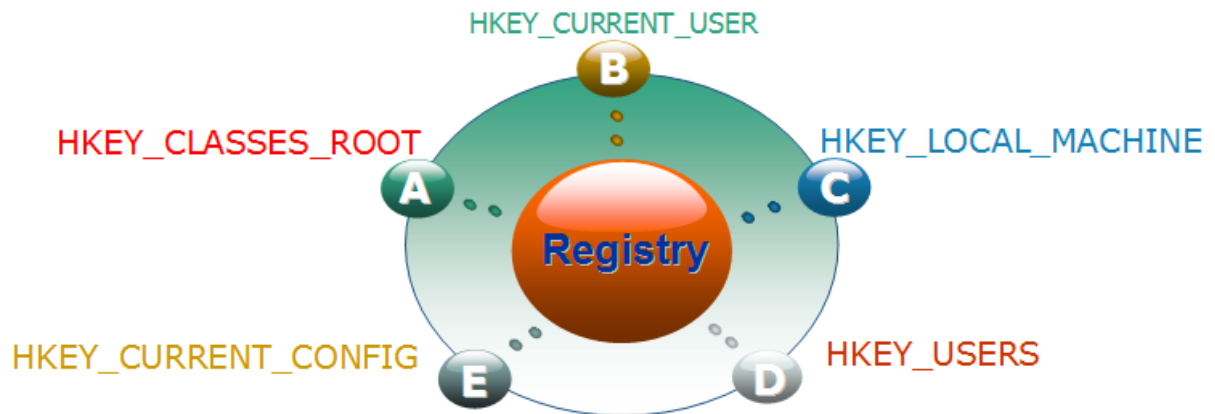 HKEY_CURRENT_USER
B
HKEY_CLASSES_ROOT
HKEY_LOCAL_MACHINE
A
C
Registry
HKEY_CURRENT_CONFIG
HKEY_USERS
E
D